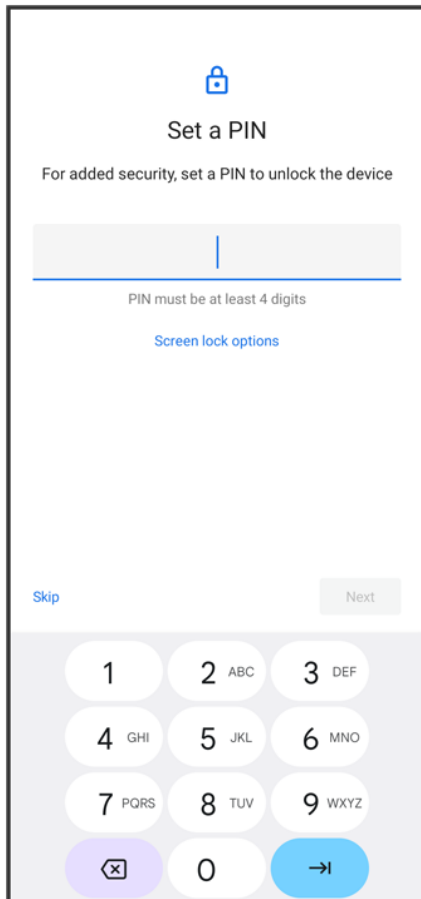 Set a PIN
For added security, set a PIN to unlock the device
PIN must be at least 4 digits
Screen lock options
Skip Next
1 2 ABC 3 DEF
4 GHI 5 JKL 6 MNO
7 PQRS 8 TUV 9 WXYZ
0